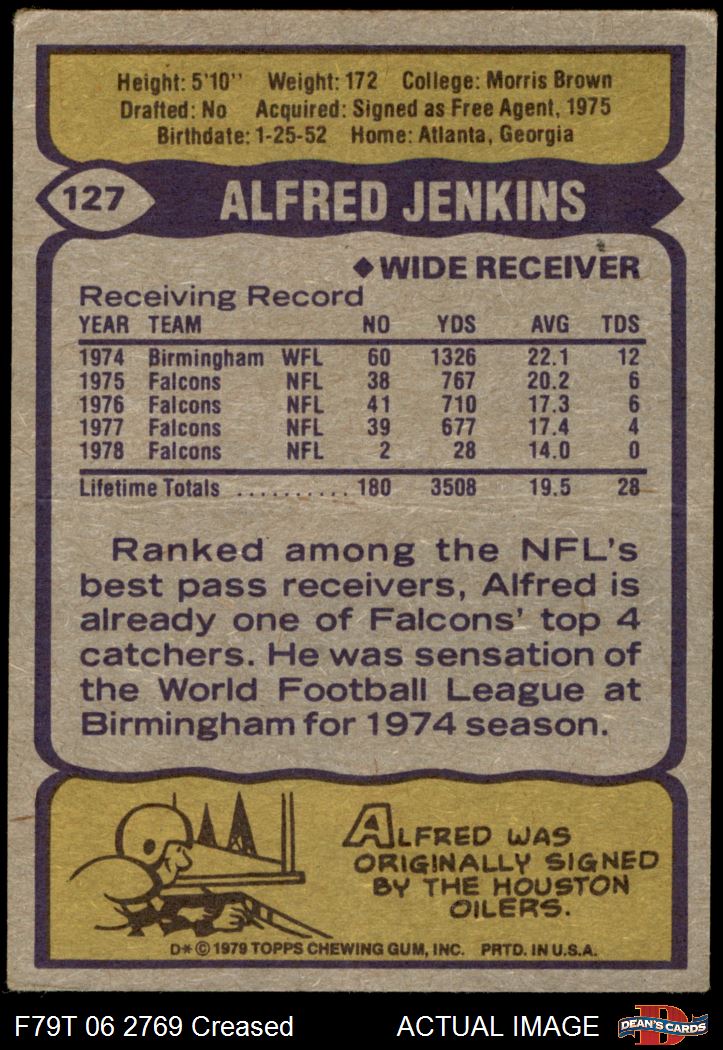 Height: 5'10" Weight: 172 College: Morris Brown
Drafted: No Acquired: Signed as Free Agent, 1975
Birthdate: 1-25-52 Home: Atlanta, Georgia
127 ALFRED JENKINS
◆ WIDE RECEIVER
Receiving Record
YEAR TEAM NO YDS AVG TDS
1974 Birmingham WFL 60 1326 22.1 12
1975 Falcons NFL 38 767 20.2 6
1976 Falcons NFL 41 710 17.3 6
1977 Falcons NFL 39 677 17.4 4
1978 Falcons NFL 2 28 14.0 0
Lifetime Totals .......... 180 3508 19.5 28
Ranked among the NFL's
best pass receivers, Alfred is
already one of Falcons' top 4
catchers. He was sensation of
the World Football League at
Birmingham for 1974 season.
ALFRED WAS
ORIGINALLY SIGNED
BY THE HOUSTON
OILERS.
D* © 1979 TOPPS CHEWING GUM, INC. PRTD. IN U.S.A.
F79T 06 2769 Creased ACTUAL IMAGE D DEAN'S CARDS